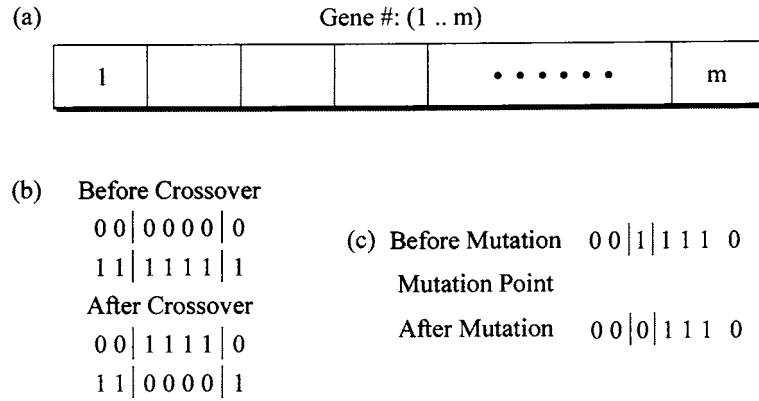 (a) Gene #: (1 .. m)
1 • • • • • • m
(b) Before Crossover
0 0 | 0 0 0 0 | 0
1 1 | 1 1 1 1 | 1
After Crossover
0 0 | 1 1 1 1 | 0
1 1 | 0 0 0 0 | 1
(c) Before Mutation 0 0 | 1 | 1 1 1 0
Mutation Point
After Mutation 0 0 | 0 | 1 1 1 0